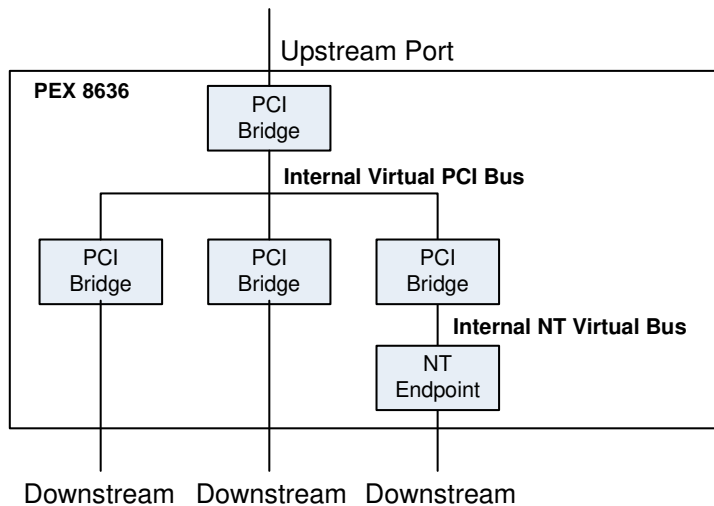 Upstream Port
PEX 8636
PCI
Bridge
Internal Virtual PCI Bus
PCI
Bridge
PCI
Bridge
PCI
Bridge
Internal NT Virtual Bus
NT
Endpoint
Downstream Downstream Downstream